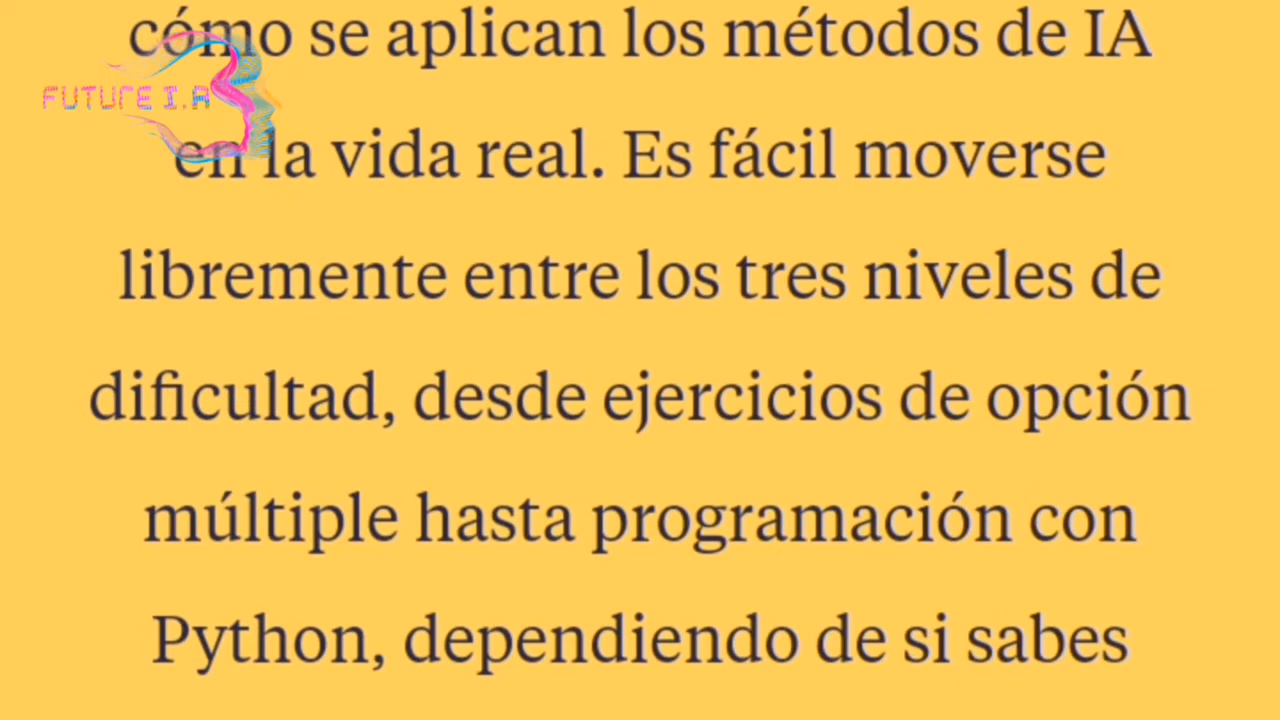 cómo se aplican los métodos de IA
FUTURE I.A
en la vida real. Es fácil moverse
libremente entre los tres niveles de
dificultad, desde ejercicios de opción
múltiple hasta programación con
Python, dependiendo de si sabes